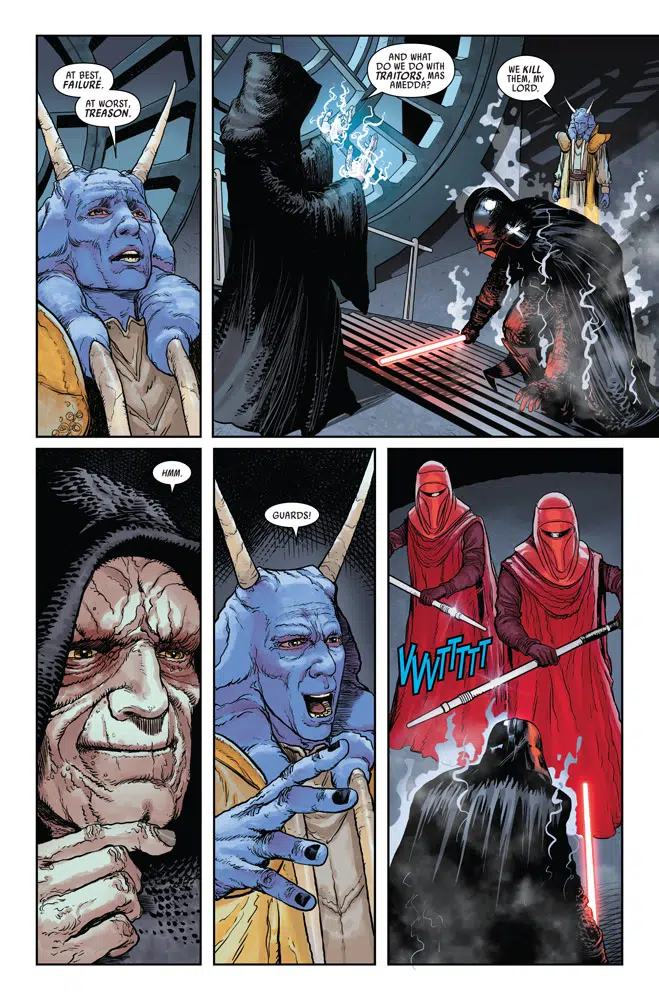 AT BEST,
FAILURE.
AT WORST,
TREASON.
AND WHAT
DO WE DO WITH
TRAITORS, MAS
AMEDDA?
WE KILL
THEM, MY
LORD.
HMM.
GUARDS!
VWTTTTTT